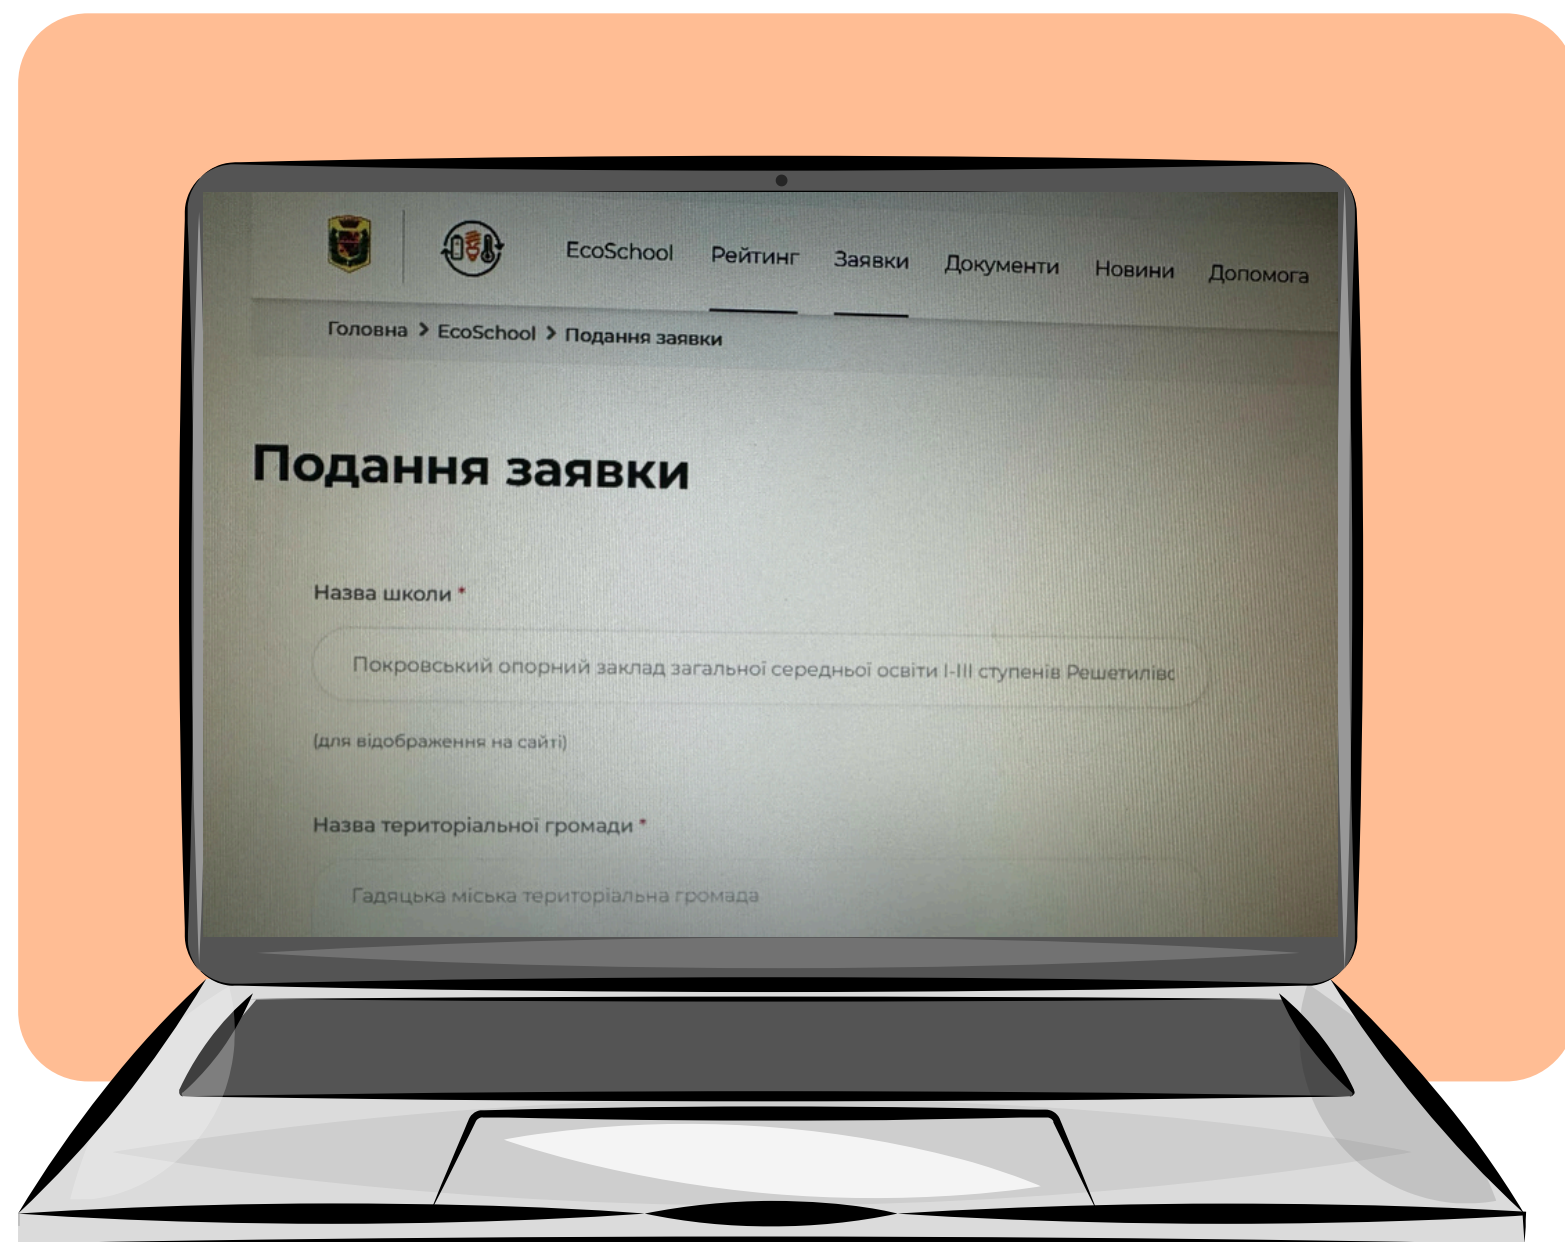 EcoSchool Рейтинг Заявки Документи Новини Допомога
Головна > EcoSchool > Подання заявки
Подання заявки
Назва школи *
Покровський опорний заклад загальної середньої освіти І-ІІІ ступенів Решетилівс
(для відображення на сайті)
Назва територіальної громади *
Гадяцька міська територіальна громада